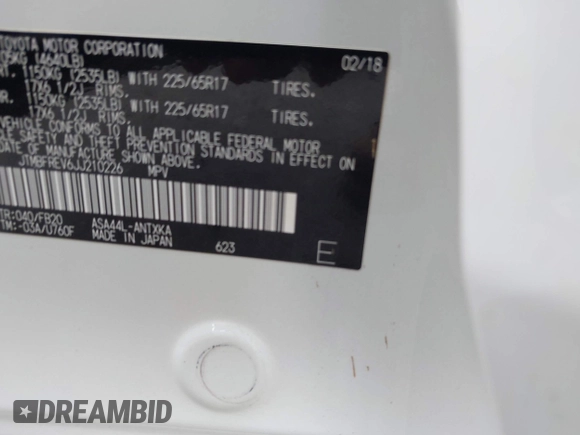 TOYOTA MOTOR CORPORATION 02/18
(4640LB)
1150KG (2535LB) WITH 225/65R17 TIRES.
17X6 1/2J RIMS.
1150KG (2535LB) WITH 225/65R17 TIRES.
17X6 1/2J RIMS.
CONFORMS TO ALL APPLICABLE FEDERAL MOTOR
SAFETY, BUMPER, AND THEFT PREVENTION STANDARDS IN EFFECT
DATE OF MANUFACTURE SHOWN ABOVE.
JTMBFREV6JJ210226 MPV
TR:040/FB20 ASA44L-ANTXKA
TM:-03A/U760F MADE IN JAPAN 623
E
DREAMBID